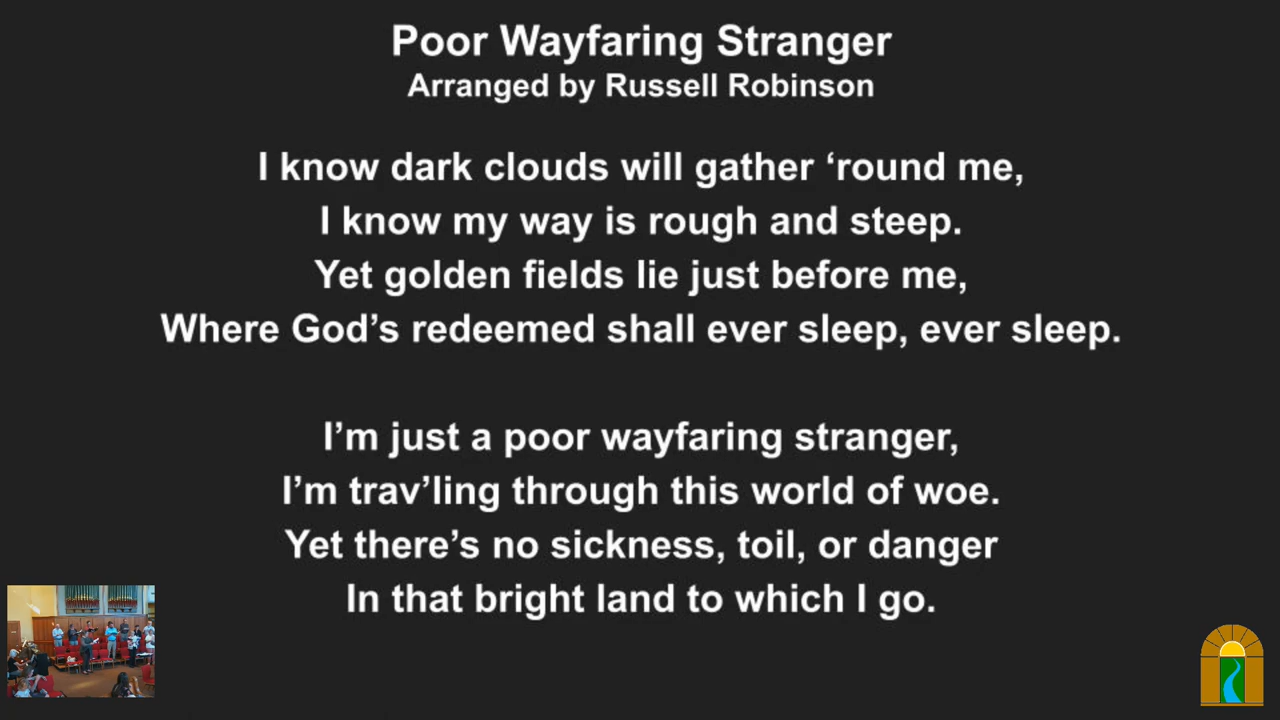 Poor Wayfaring Stranger
Arranged by Russell Robinson
I know dark clouds will gather ‘round me,
I know my way is rough and steep.
Yet golden fields lie just before me,
Where God’s redeemed shall ever sleep, ever sleep.
I’m just a poor wayfaring stranger,
I’m trav’ling through this world of woe.
Yet there’s no sickness, toil, or danger
In that bright land to which I go.